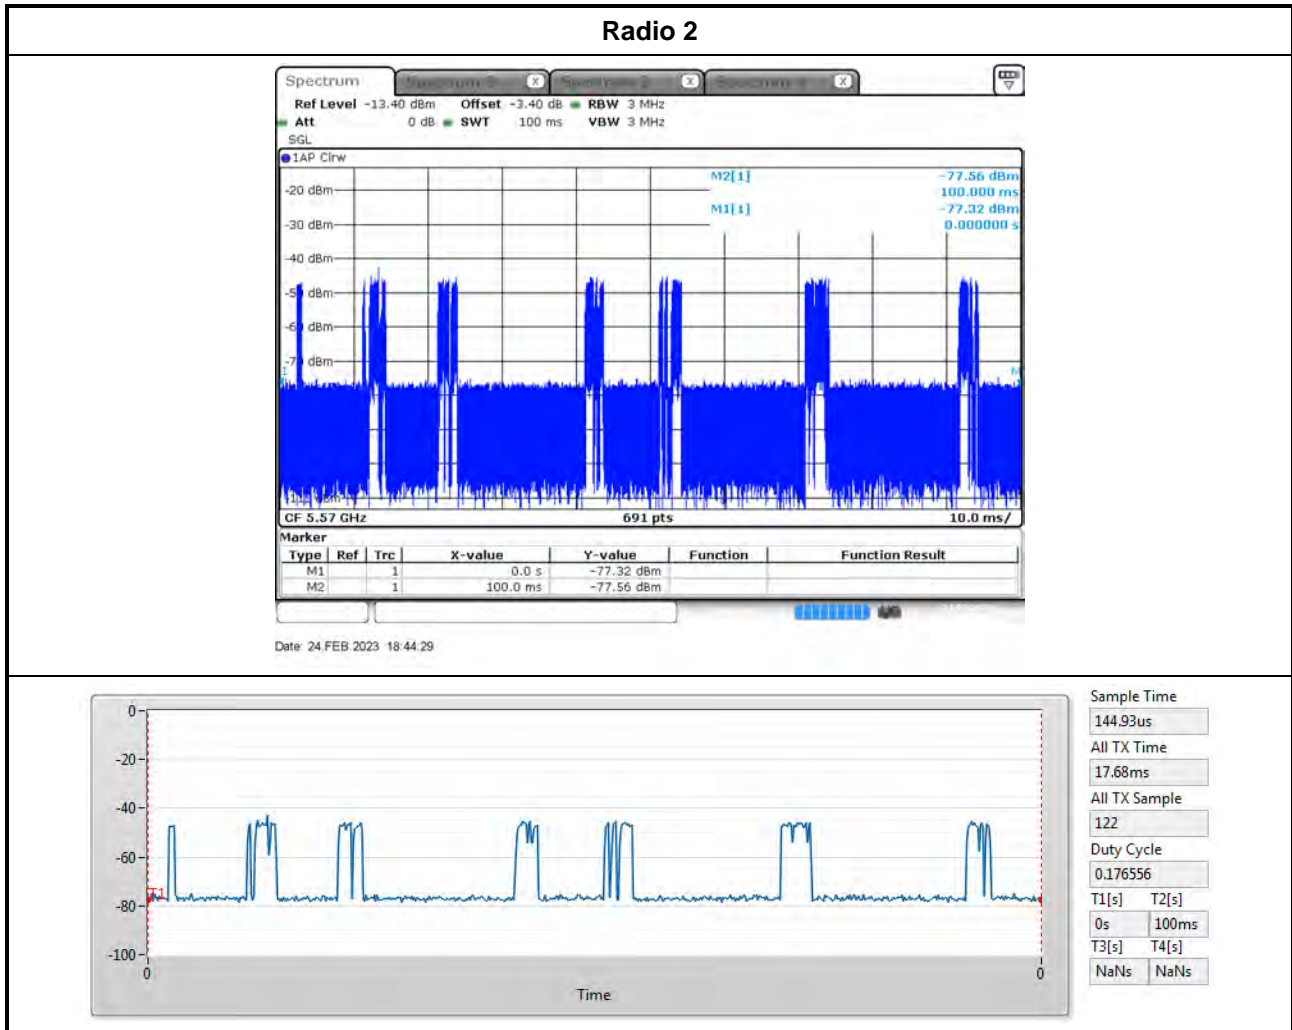 Radio 2
Spectrum
Ref Level -13.40 dBm Offset -3.40 dB RBW 3 MHz
Att 0 dB SWT 100 ms VBW 3 MHz
SGL
1AP Clrw
M2[1] -77.56 dBm
100.000 ms
M1[1] -77.32 dBm
0.000000 s
-20 dBm
-30 dBm
-40 dBm
dBm
dBm
dBm
CF 5.57 GHz 691 pts 10.0 ms/
Marker
Type Ref Trc X-value Y-value Function Function Result
M1 1 0.0 s -77.32 dBm
M2 1 100.0 ms -77.56 dBm
Date: 24.FEB.2023 18:44:29
0
-20
-40
-60
-80
-100
T1
0 0
Time
Sample Time
144.93us
All TX Time
17.68ms
All TX Sample
122
Duty Cycle
0.176556
T1[s] T2[s]
0s 100ms
T3[s] T4[s]
NaNs NaNs